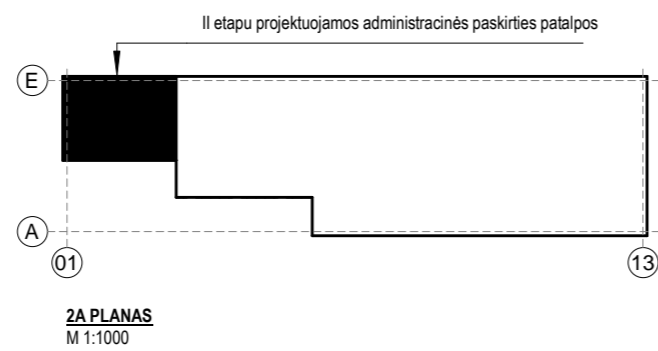 II etapu projektuojamos administracinės paskirties patalpos
E
A
01
13
2A PLANAS
M 1:1000